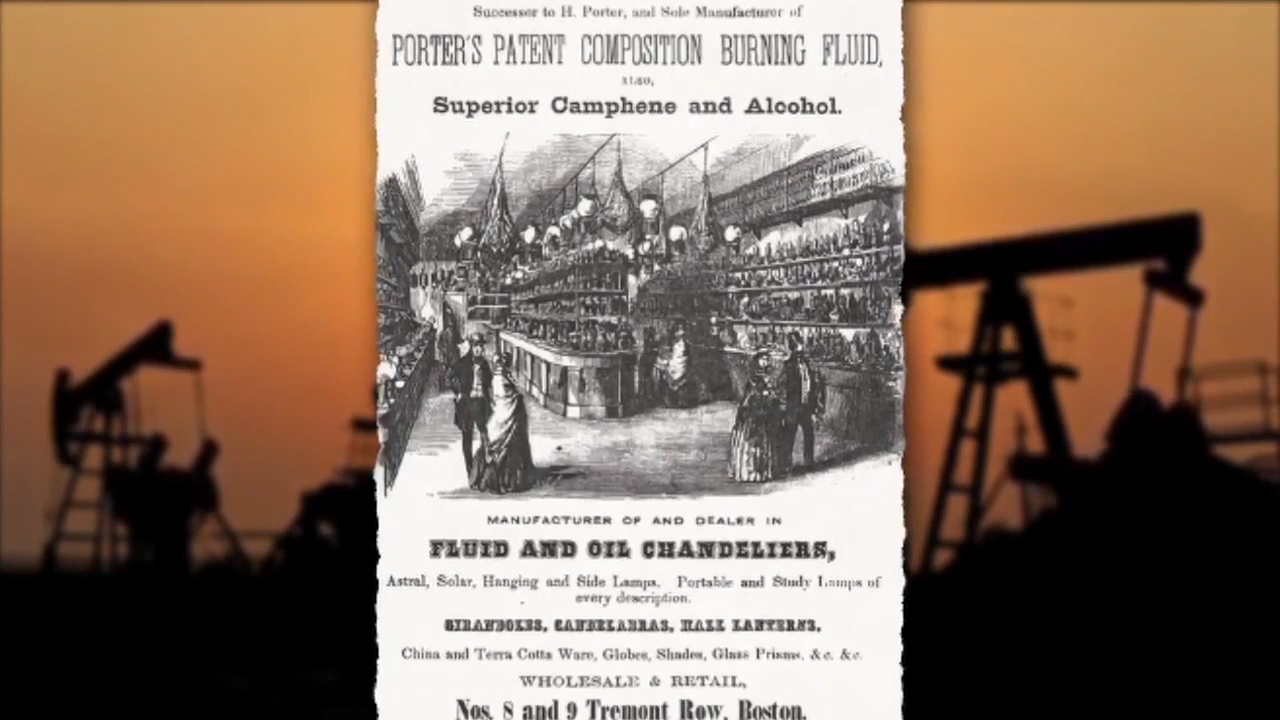 Successor to H. Porter, and Sole Manufacturer of
PORTER'S PATENT COMPOSITION BURNING FLUID,
ALSO,
Superior Camphene and Alcohol.
MANUFACTURER OF AND DEALER IN
FLUID AND OIL CHANDELIERS,
Astral, Solar, Hanging and Side Lamps. Portable and Study Lamps of
every description.
GIRANDOLES, CANDELABRAS, HALL LANTERNS,
China and Terra Cotta Ware, Globes, Shades, Glass Prisms, &c. &c.
WHOLESALE & RETAIL,
Nos. 8 and 9 Tremont Row, Boston.